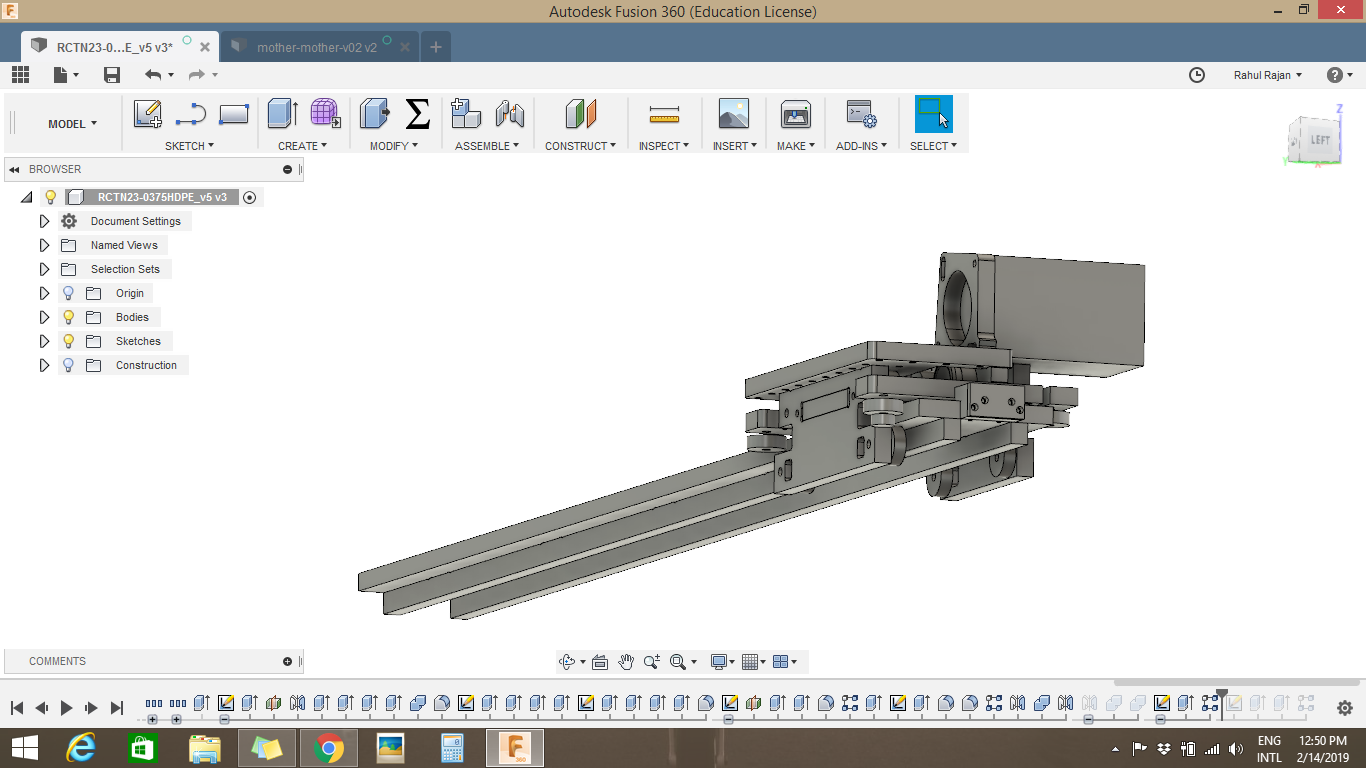 Autodesk Fusion 360 (Education License)
RCTN23-0...E_v5 v3*
mother-mother-v02 v2
Rahul Rajan
MODEL
SKETCH
CREATE
MODIFY
ASSEMBLE
CONSTRUCT
INSPECT
INSERT
MAKE
ADD-INS
SELECT
Z
LEFT
Y
BROWSER
RCTN23-0375HDPE_v5 v3
Document Settings
Named Views
Selection Sets
Origin
Bodies
Sketches
Construction
COMMENTS
ENG
INTL
12:50 PM
2/14/2019